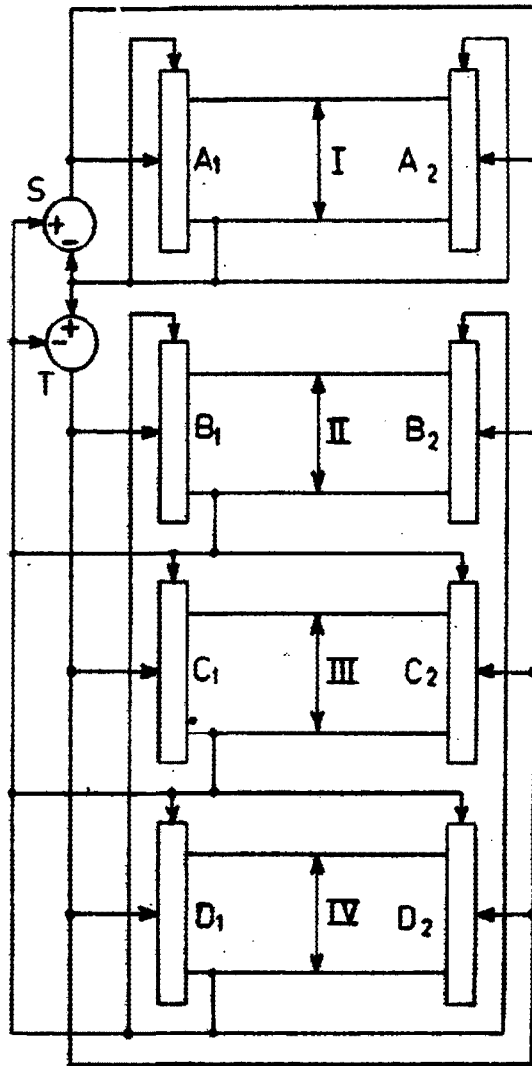 A₁ I A₂
S
+
-
+
-
T
B₁ II B₂
C₁ III C₂
D₁ IV D₂